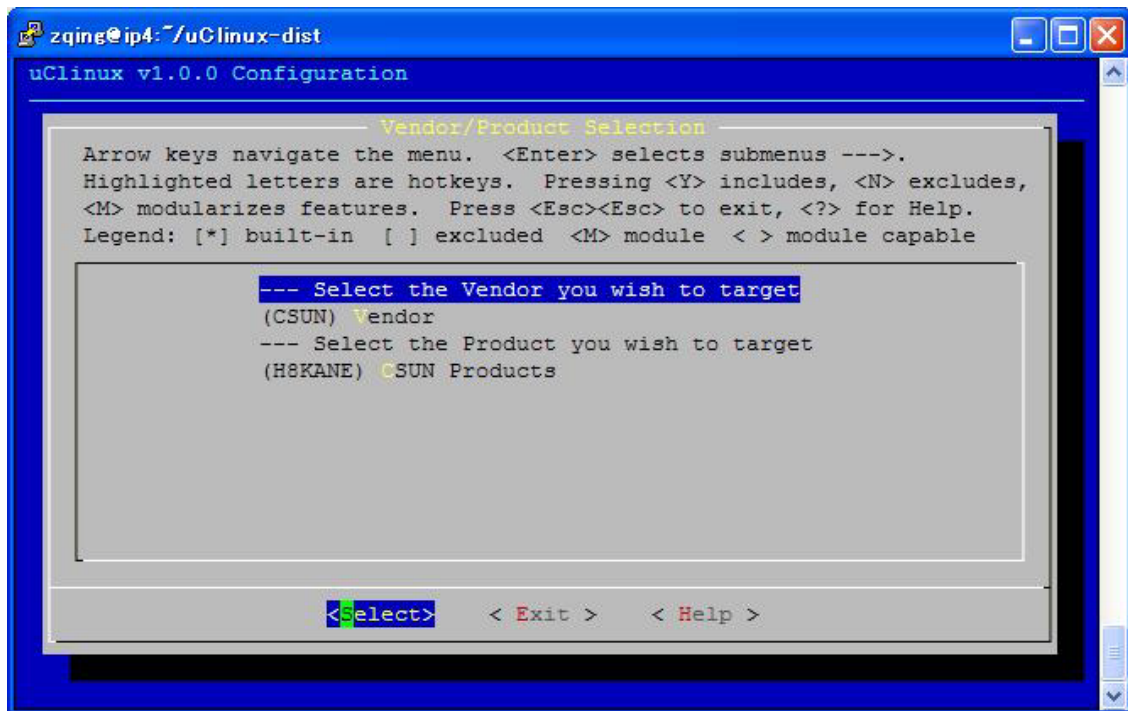 zqing@ip4:~/uClinux-dist
uClinux v1.0.0 Configuration
Vendor/Product Selection
Arrow keys navigate the menu.  <Enter> selects submenus --->.
Highlighted letters are hotkeys.  Pressing <Y> includes, <N> excludes,
<M> modularizes features.  Press <Esc><Esc> to exit, <?> for Help.
Legend: [*] built-in  [ ] excluded  <M> module  < > module capable
--- Select the Vendor you wish to target
(CSUN) Vendor
--- Select the Product you wish to target
(H8KANE) CSUN Products
<Select>    < Exit >    < Help >